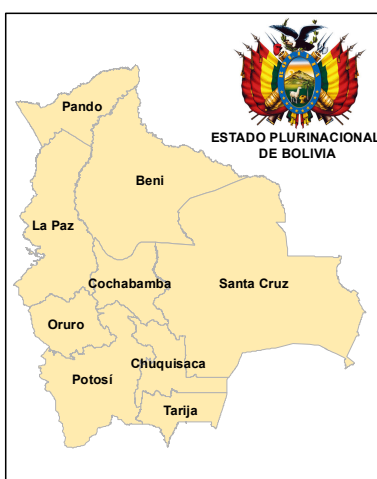 ESTADO PLURINACIONAL
DE BOLIVIA
Pando
Beni
La Paz
Cochabamba
Santa Cruz
Oruro
Chuquisaca
Potosí
Tarija